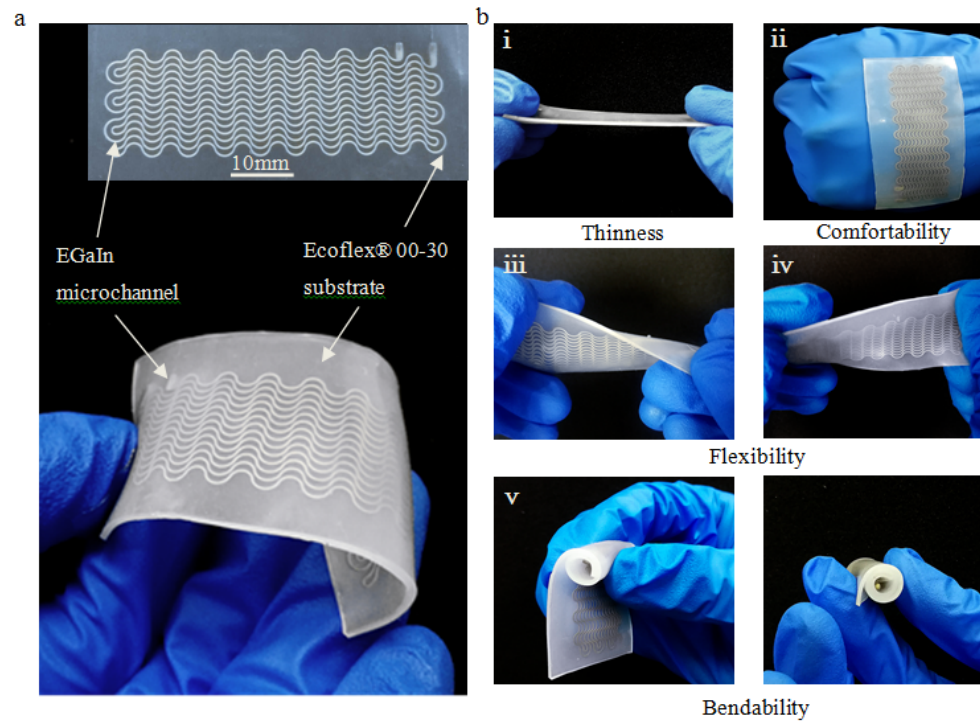 a
b
10mm
EGaIn
microchannel
Ecoflex® 00-30
substrate
i
ii
Thinness
Comfortability
iii
iv
Flexibility
v
Bendability